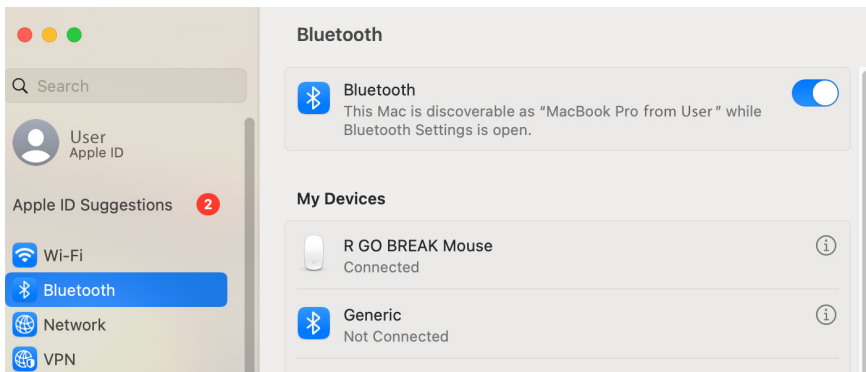 Search
User
Apple ID
Apple ID Suggestions 2
Wi-Fi
Bluetooth
Network
VPN
Bluetooth
Bluetooth
This Mac is discoverable as “MacBook Pro from User” while
Bluetooth Settings is open.
My Devices
R GO BREAK Mouse
Connected
Generic
Not Connected